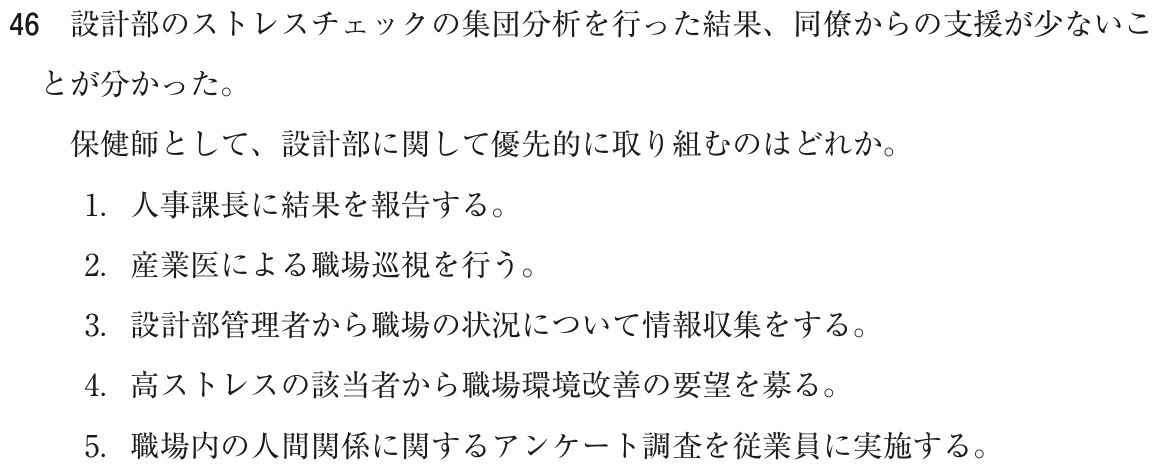 46　設計部のストレスチェックの集団分析を行った結果、同僚からの支援が少ないこ
とが分かった。
保健師として、設計部に関して優先的に取り組むのはどれか。
1. 人事課長に結果を報告する。
2. 産業医による職場巡視を行う。
3. 設計部管理者から職場の状況について情報収集をする。
4. 高ストレスの該当者から職場環境改善の要望を募る。
5. 職場内の人間関係に関するアンケート調査を従業員に実施する。